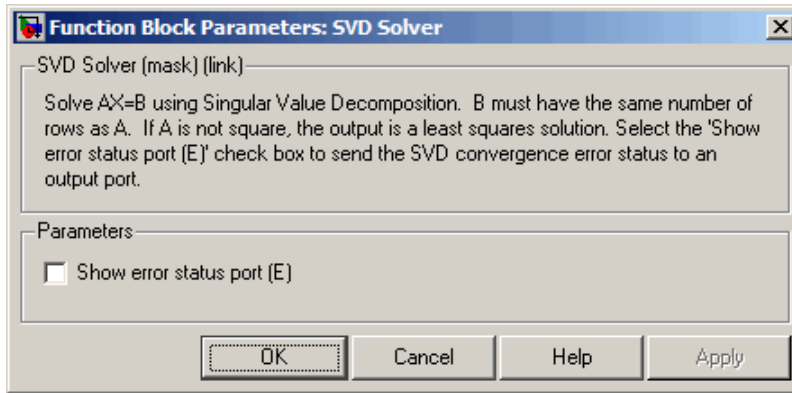 Function Block Parameters: SVD Solver
SVD Solver (mask) (link)
Solve AX=B using Singular Value Decomposition. B must have the same number of
rows as A. If A is not square, the output is a least squares solution. Select the 'Show
error status port (E)' check box to send the SVD convergence error status to an
output port.
Parameters
Show error status port (E)
OK Cancel Help Apply